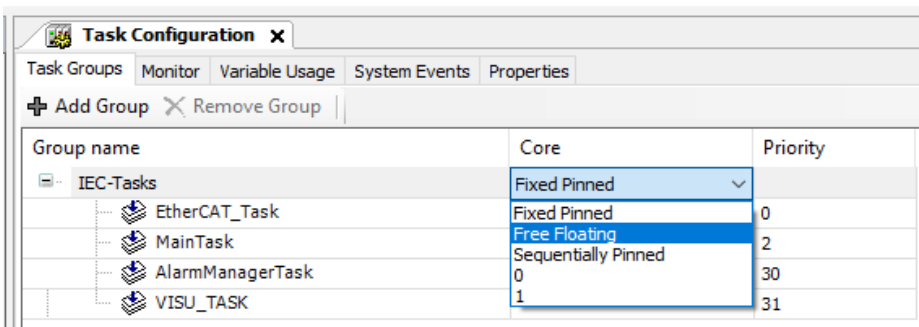 Task Configuration
Task Groups Monitor Variable Usage System Events Properties
Add Group Remove Group
Group name Core Priority
IEC-Tasks Fixed Pinned
EtherCAT_Task Fixed Pinned 0
Free Floating
MainTask 2
Sequentially Pinned
AlarmManagerTask 0 30
VISU_TASK 1 31